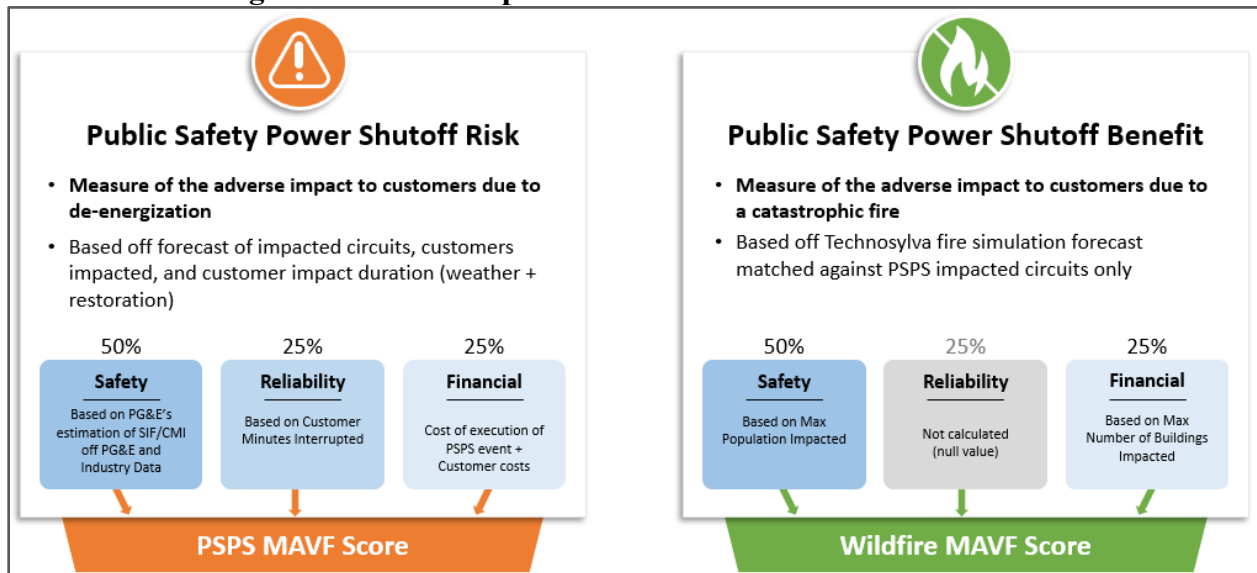 Public Safety Power Shutoff Risk
• Measure of the adverse impact to customers due to
de-energization
• Based off forecast of impacted circuits, customers
impacted, and customer impact duration (weather +
restoration)
50%
Safety
Based on PG&E's
estimation of SIF/CMI
off PG&E and
Industry Data
25%
Reliability
Based on Customer
Minutes Interrupted
25%
Financial
Cost of execution of
PSPS event +
Customer costs
PSPS MAVF Score
Public Safety Power Shutoff Benefit
• Measure of the adverse impact to customers due to
a catastrophic fire
• Based off Technosylva fire simulation forecast
matched against PSPS impacted circuits only
50%
Safety
Based on Max
Population Impacted
25%
Reliability
Not calculated
(null value)
25%
Financial
Based on Max
Number of Buildings
Impacted
Wildfire MAVF Score